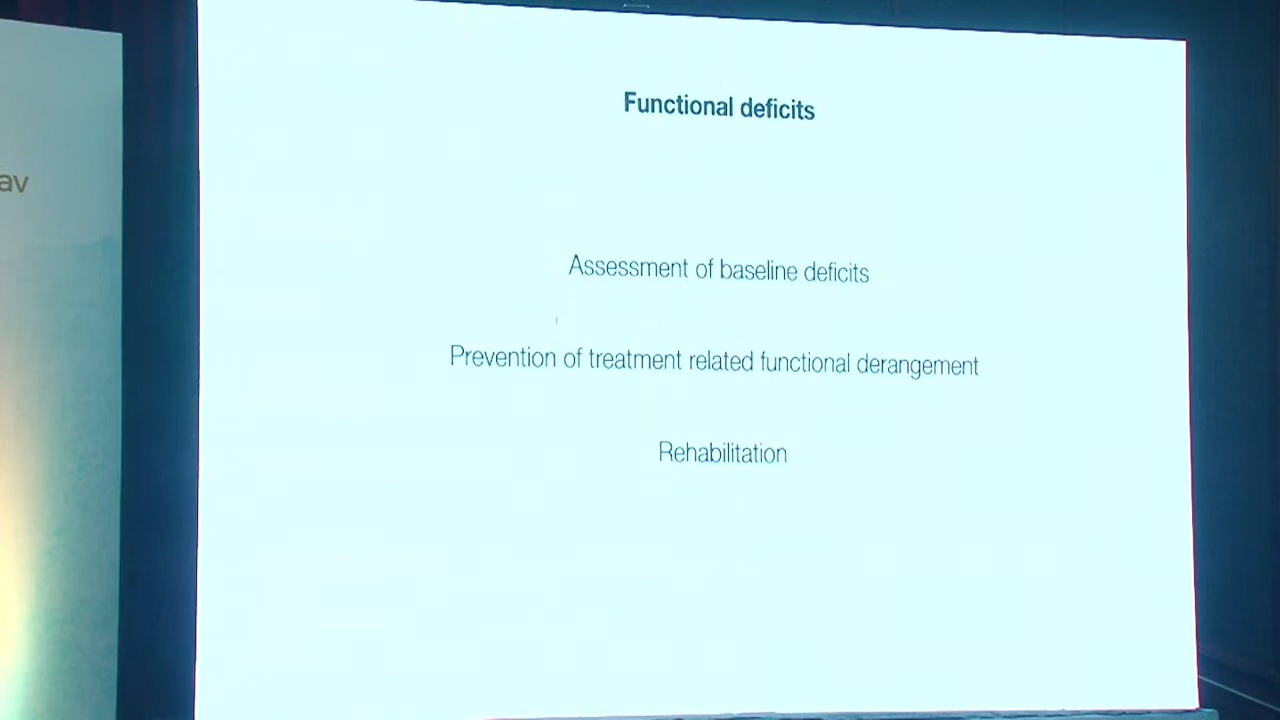 Functional deficits
Assessment of baseline deficits
Prevention of treatment related functional derangement
Rehabilitation
av